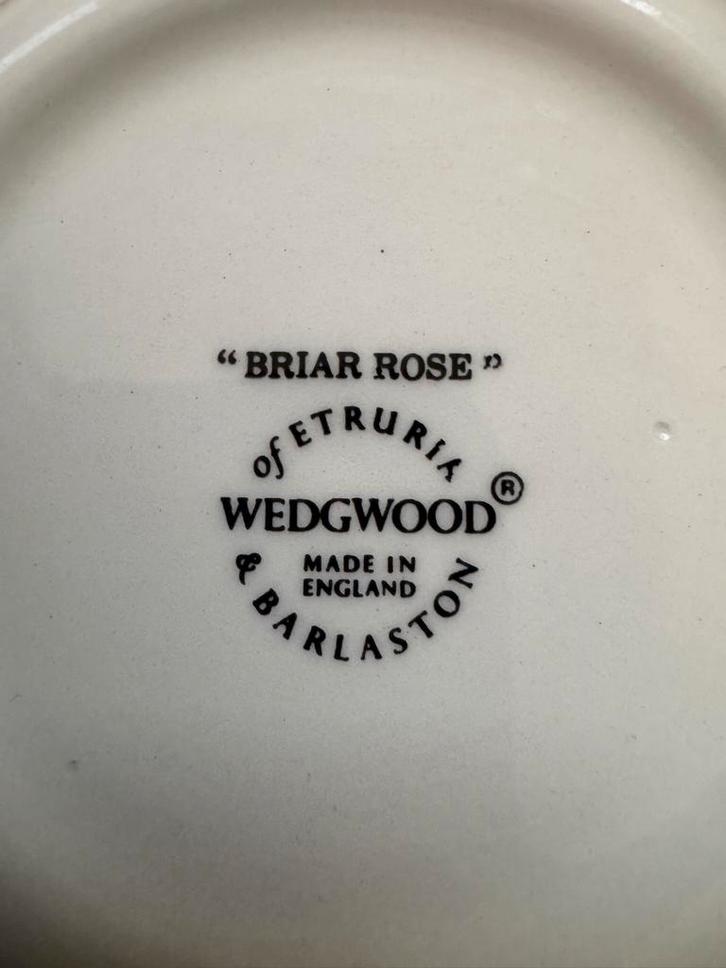 “BRIAR ROSE”
of ETRURIA
WEDGWOOD®
MADE IN
ENGLAND
& BARLASTON